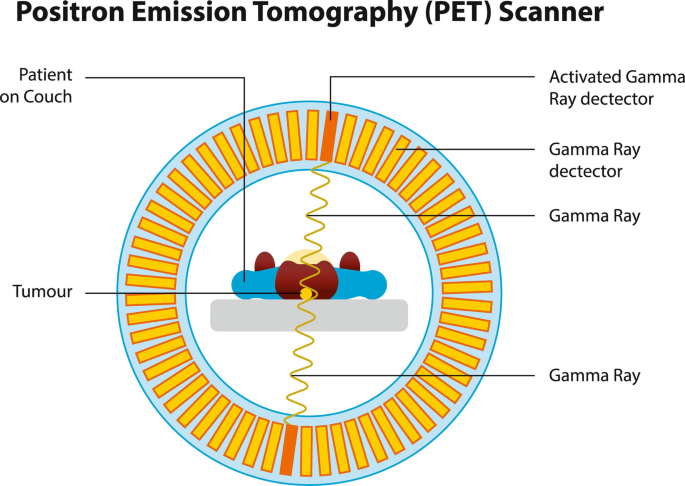 Positron Emission Tomography (PET) Scanner
Patient
on Couch
Activated Gamma
Ray dectector
Gamma Ray
dectector
Gamma Ray
Tumour
Gamma Ray